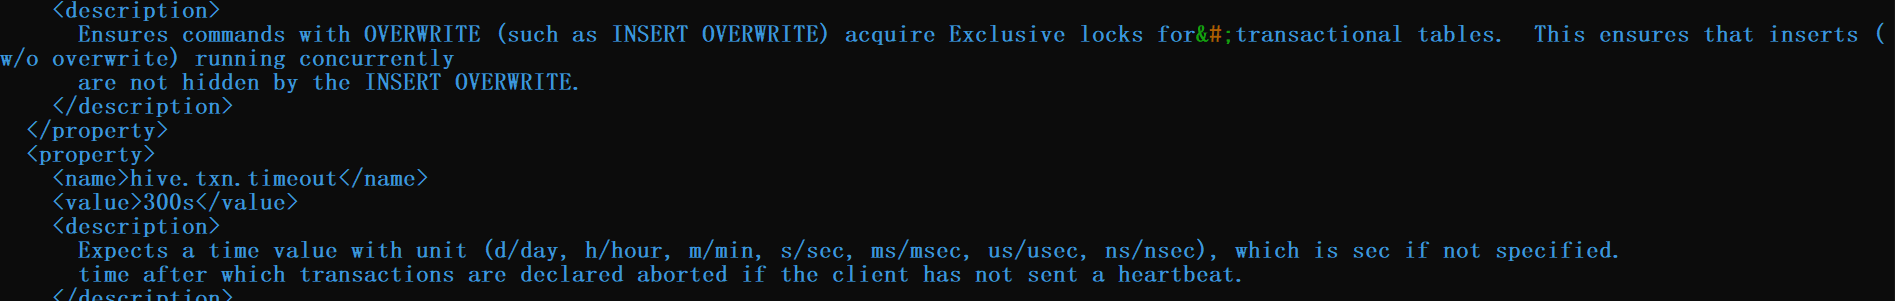 <description>
Ensures commands with OVERWRITE (such as INSERT OVERWRITE) acquire Exclusive locks for&#;transactional tables.  This ensures that inserts (
w/o overwrite) running concurrently
are not hidden by the INSERT OVERWRITE.
</description>
</property>
<property>
<name>hive.txn.timeout</name>
<value>300s</value>
<description>
Expects a time value with unit (d/day, h/hour, m/min, s/sec, ms/msec, us/usec, ns/nsec), which is sec if not specified.
time after which transactions are declared aborted if the client has not sent a heartbeat.
</description>